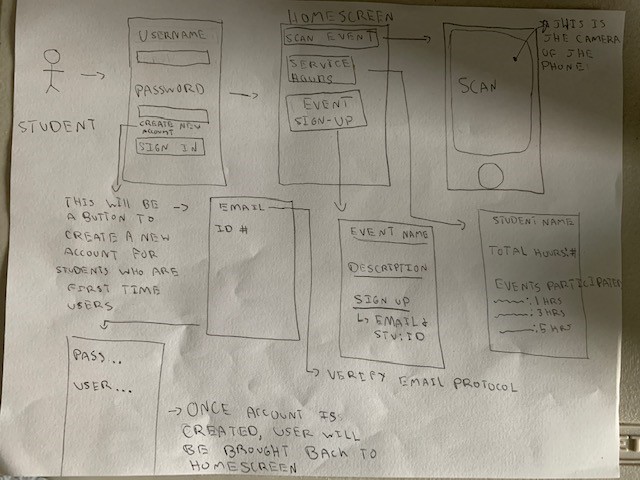 STUDENT
USERNAME
PASSWORD
CREATE NEW
ACCOUNT
SIGN IN
HOMESCREEN
SCAN EVENT
SERVICE
HOURS
EVENT
SIGN-UP
SCAN
THIS IS
THE CAMERA
OF THE
PHONE!
THIS WILL BE
A BUTTON TO
CREATE A NEW
ACCOUNT FOR
STUDENTS WHO ARE
FIRST TIME
USERS
EMAIL
ID #
VERIFY EMAIL PROTOCOL
EVENT NAME
DESCRIPTION
SIGN UP
EMAIL &
STU: ID
STUDENT NAME
TOTAL HOURS: #
EVENTS PARTICIPATED
: 1 HRS
: 3 HRS
: 5 HRS
PASS...
USER...
ONCE ACCOUNT IS
CREATED, USER WILL
BE BROUGHT BACK TO
HOMESCREEN